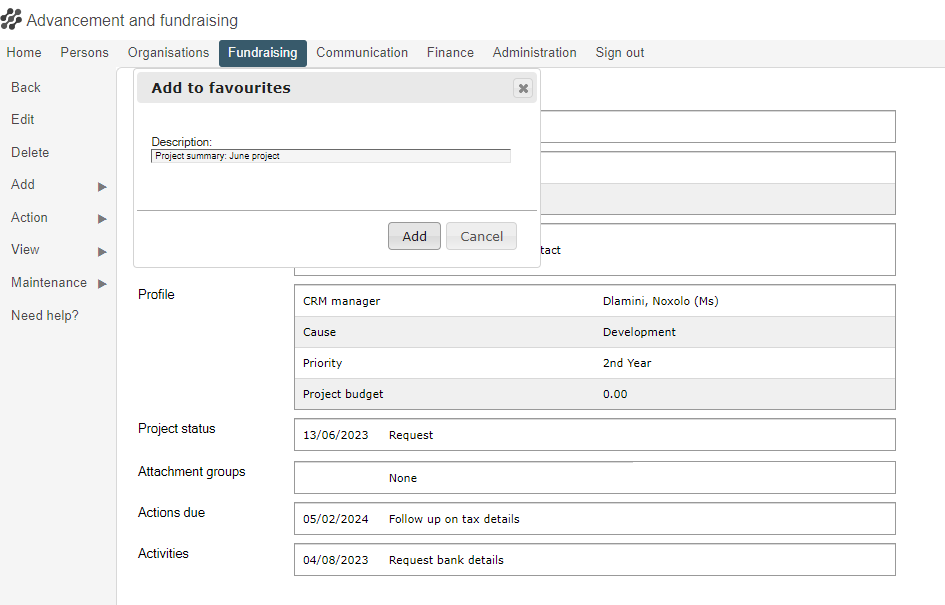 Advancement and fundraising
Home Persons Organisations Fundraising Communication Finance Administration Sign out
Back
Edit
Delete
Add
Action
View
Maintenance
Need help?
Add to favourites
Description:
Project summary: June project
Add Cancel
tact
Profile
CRM manager Dlamini, Noxolo (Ms)
Cause Development
Priority 2nd Year
Project budget 0.00
Project status 13/06/2023 Request
Attachment groups None
Actions due 05/02/2024 Follow up on tax details
Activities 04/08/2023 Request bank details